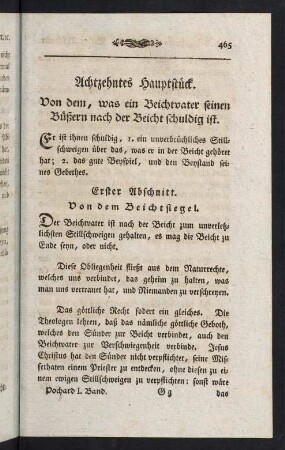 465
Achtzehntes Hauptstück.
Von dem, was ein Beichtvater seinen
Büßern nach der Beicht schuldig ist.
Er ist ihnen schuldig, 1. ein unverbrüchliches Still-
schweigen über das, was er in der Beicht gehöret
hat; 2. das gute Beyspiel, und den Beystand sei-
nes Gebethes.
Erster Abschnitt.
Von dem Beichtsiegel.
Der Beichtvater ist nach der Beicht zum unverletz-
lichsten Stillschweigen gehalten, es mag die Beicht zu
Ende seyn, oder nicht.
Diese Obliegenheit fließt aus dem Naturrechte,
welches uns verbindet, das geheim zu halten, was
man uns vertrauet hat, und Niemanden zu verschreyen.
Das göttliche Recht fodert ein gleiches. Die
Theologen lehren, daß das nämliche göttliche Geboth,
welches den Sünder zur Beicht verbindet, auch den
Beichtvater zur Verschwiegenheit verbinde. Jesus
Christus hat den Sünder nicht verpflichtet, seine Mis-
sethaten einem Priester zu entdecken, ohne diesen zu ei-
nem ewigen Stillschweigen zu verpflichten: sonst wäre
Pochard I. Band. G g das